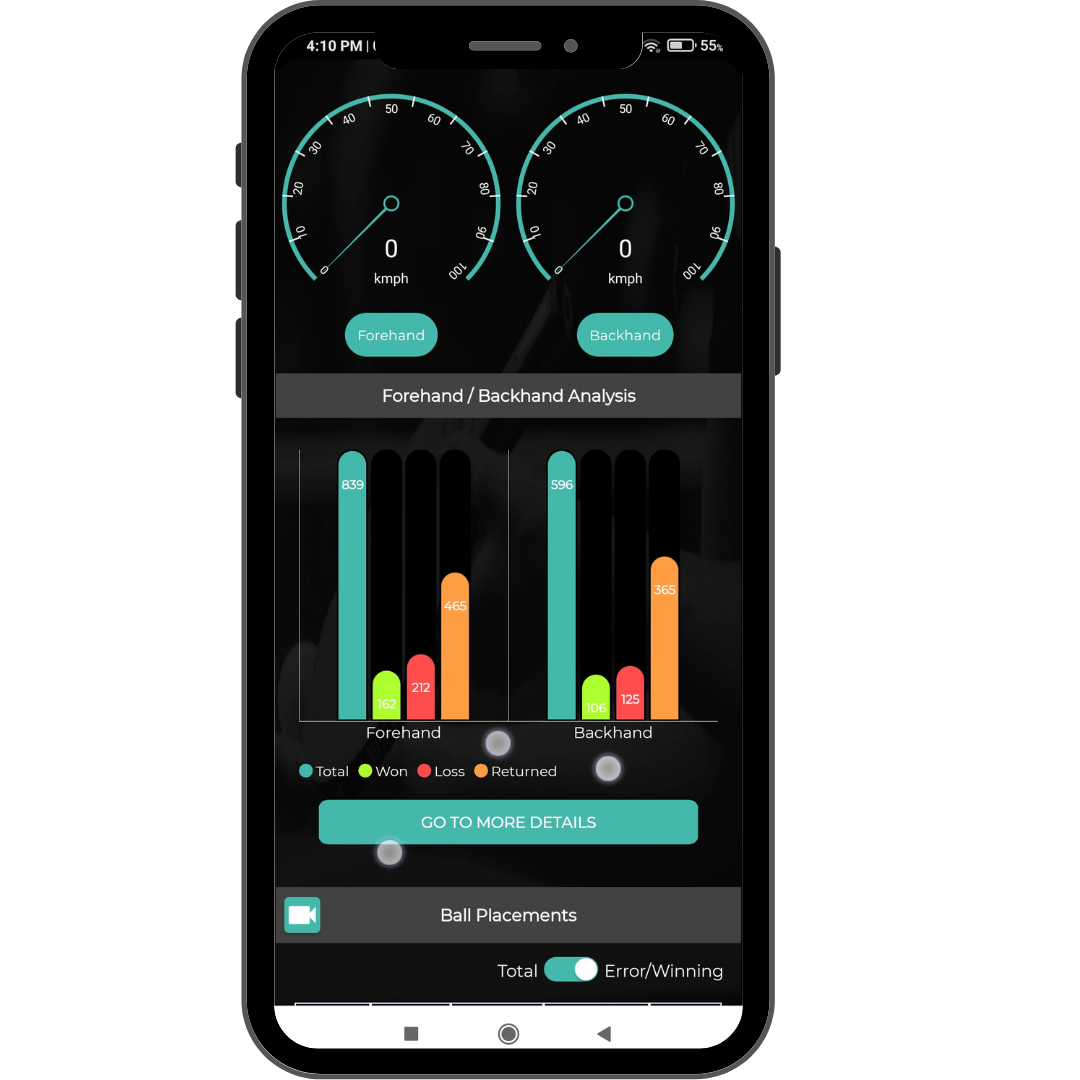 4:10 PM |
55%
50
50
40
60
40
60
30
70
30
70
20
80
20
80
10
90
10
90
0
100
0
100
0
0
kmph
kmph
Forehand
Backhand
Forehand / Backhand Analysis
839
596
465
365
162
212
106
125
Forehand
Backhand
Total
Won
Loss
Returned
GO TO MORE DETAILS
Ball Placements
Total
Error/Winning